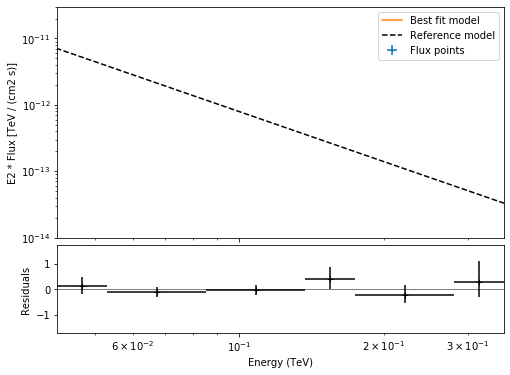 E2 * Flux [TeV / (cm2 s)]
10⁻¹¹
10⁻¹²
10⁻¹³
10⁻¹⁴
Best fit model
Reference model
Flux points
Residuals
1
0
−1
6 × 10⁻²
10⁻¹
2 × 10⁻¹
3 × 10⁻¹
Energy (TeV)